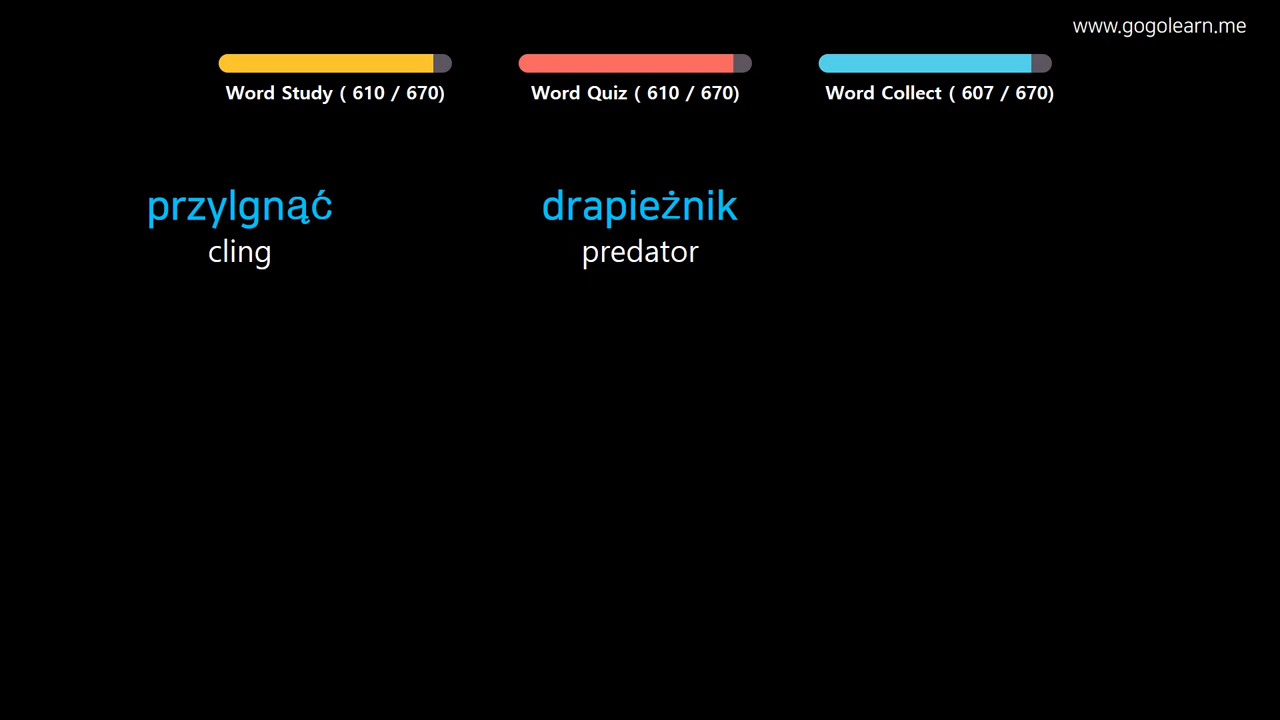 www.gogolearn.me
Word Study ( 610 / 670)
Word Quiz ( 610 / 670)
Word Collect ( 607 / 670)
przylgnąć
cling
drapieżnik
predator